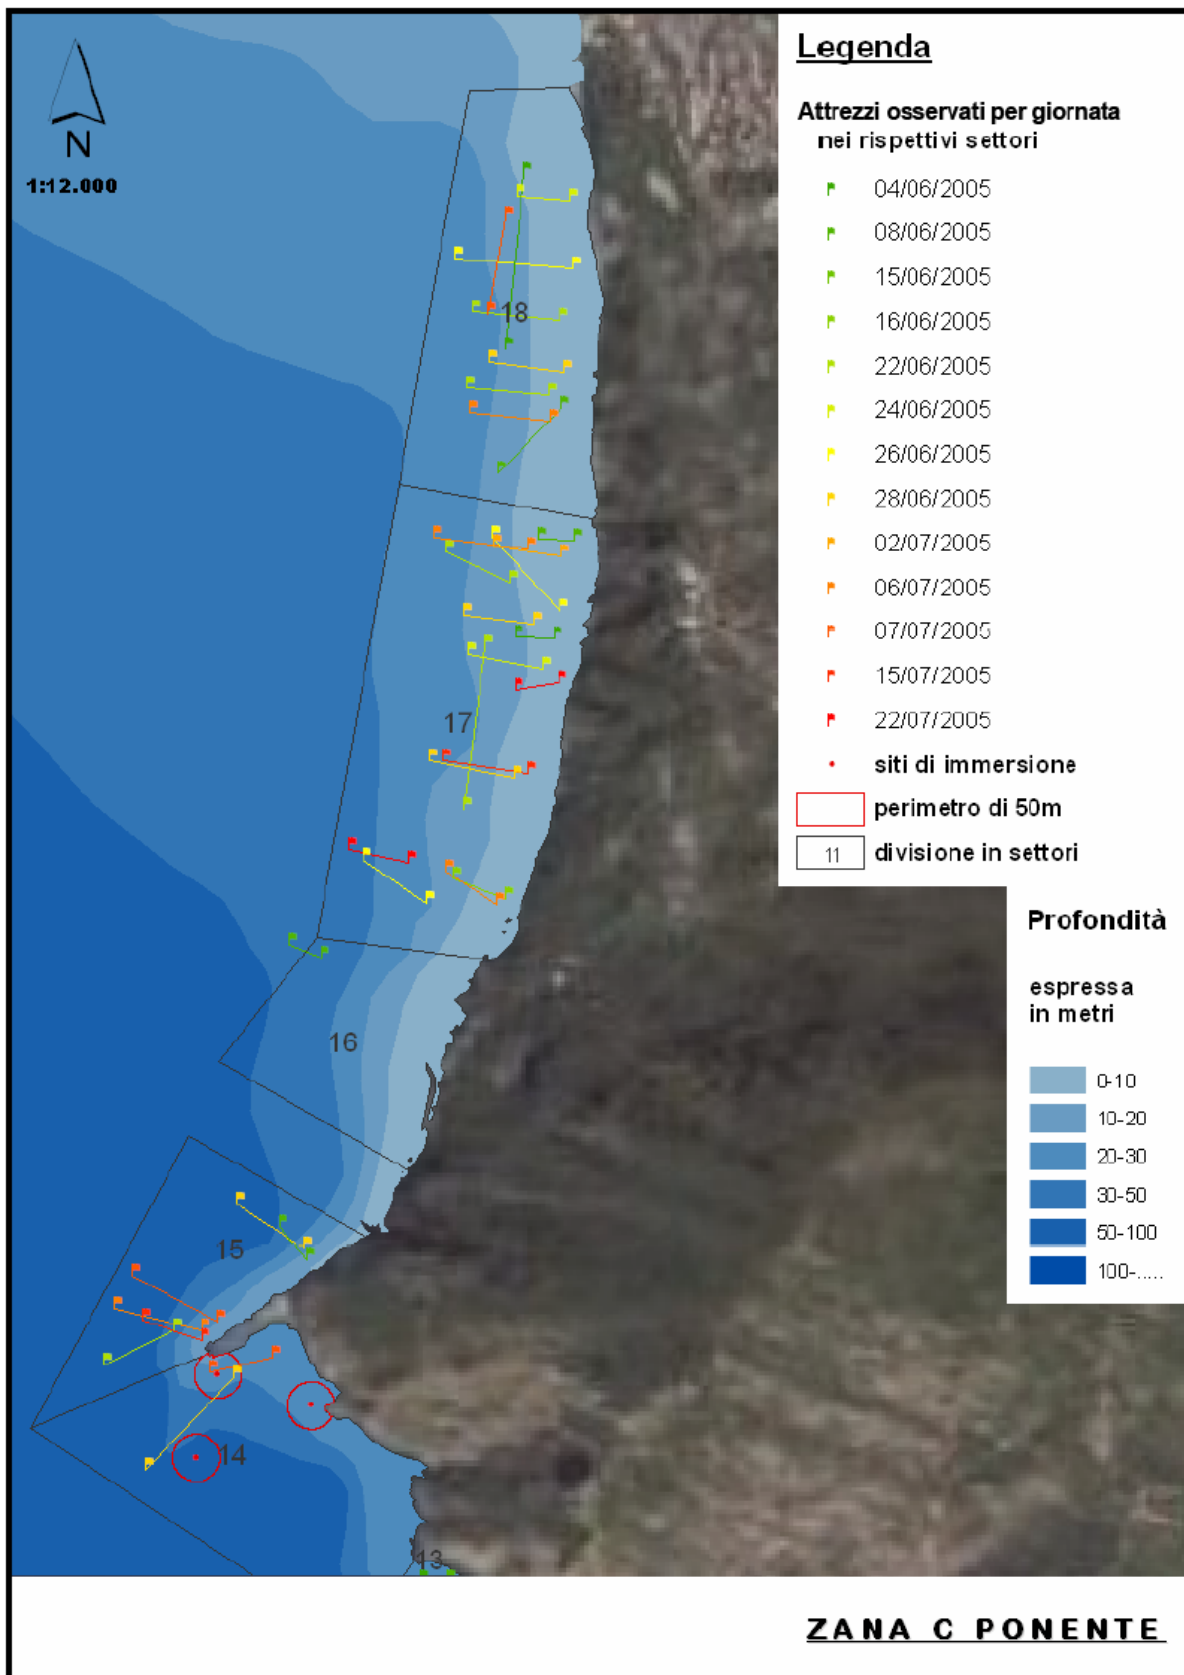 N
1:12.000
18
17
16
15
14
13
Legenda
Attrezzi osservati per giornata
nei rispettivi settori
04/06/2005
08/06/2005
15/06/2005
16/06/2005
22/06/2005
24/06/2005
26/06/2005
28/06/2005
02/07/2005
06/07/2005
07/07/2005
15/07/2005
22/07/2005
siti di immersione
perimetro di 50m
11 divisione in settori
Profondità
espressa
in metri
0-10
10-20
20-30
30-50
50-100
100-.....
ZANA C PONENTE